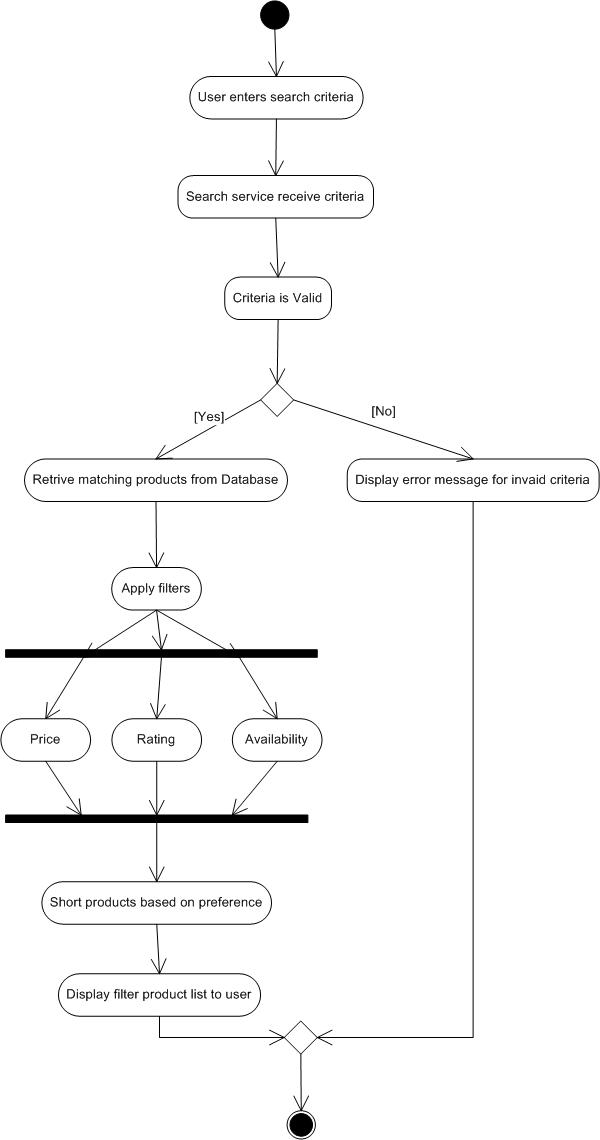 User enters search criteria
Search service receive criteria
Criteria is Valid
[Yes]
[No]
Retrive matching products from Database
Display error message for invaid criteria
Apply filters
Price
Rating
Availability
Short products based on preference
Display filter product list to user